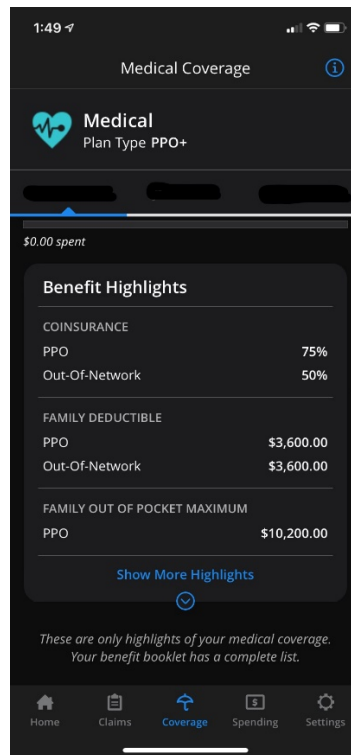 1:49
Medical Coverage
Medical
Plan Type PPO+
$0.00 spent
Benefit Highlights
COINSURANCE
PPO 75%
Out-Of-Network 50%
FAMILY DEDUCTIBLE
PPO $3,600.00
Out-Of-Network $3,600.00
FAMILY OUT OF POCKET MAXIMUM
PPO $10,200.00
Show More Highlights
These are only highlights of your medical coverage.
Your benefit booklet has a complete list.
Home Claims Coverage Spending Settings